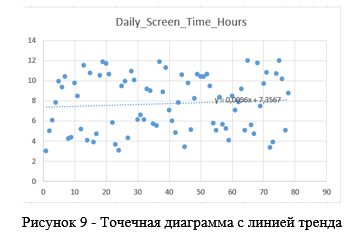 Daily_Screen_Time_Hours
14
12
10
8
6
4
2
0
y = 0,0096x + 7,3567
0 10 20 30 40 50 60 70 80 90
Рисунок 9 - Точечная диаграмма с линией тренда